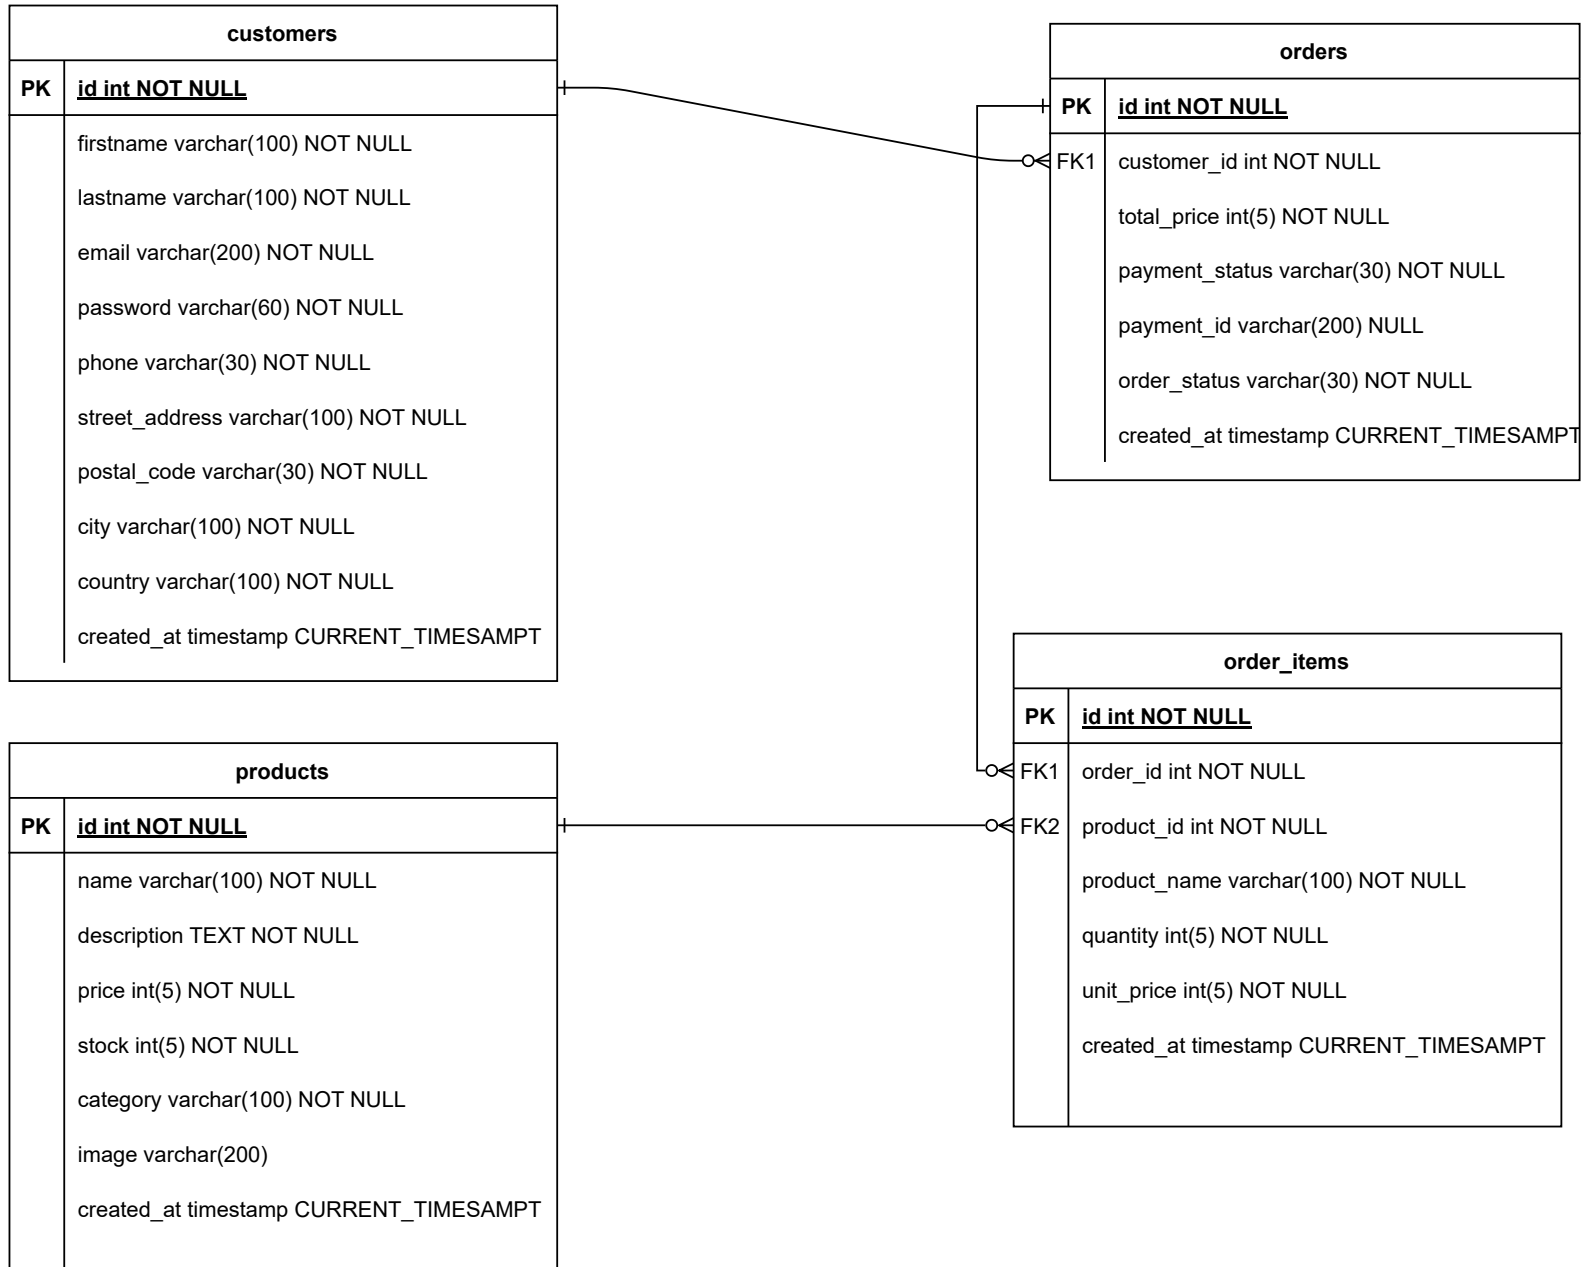 customers
PK id int NOT NULL
firstname varchar(100) NOT NULL
lastname varchar(100) NOT NULL
email varchar(200) NOT NULL
password varchar(60) NOT NULL
phone varchar(30) NOT NULL
street_address varchar(100) NOT NULL
postal_code varchar(30) NOT NULL
city varchar(100) NOT NULL
country varchar(100) NOT NULL
created_at timestamp CURRENT_TIMESAMPT
orders
PK id int NOT NULL
FK1 customer_id int NOT NULL
total_price int(5) NOT NULL
payment_status varchar(30) NOT NULL
payment_id varchar(200) NULL
order_status varchar(30) NOT NULL
created_at timestamp CURRENT_TIMESAMPT
products
PK id int NOT NULL
name varchar(100) NOT NULL
description TEXT NOT NULL
price int(5) NOT NULL
stock int(5) NOT NULL
category varchar(100) NOT NULL
image varchar(200)
created_at timestamp CURRENT_TIMESAMPT
order_items
PK id int NOT NULL
FK1 order_id int NOT NULL
FK2 product_id int NOT NULL
product_name varchar(100) NOT NULL
quantity int(5) NOT NULL
unit_price int(5) NOT NULL
created_at timestamp CURRENT_TIMESAMPT